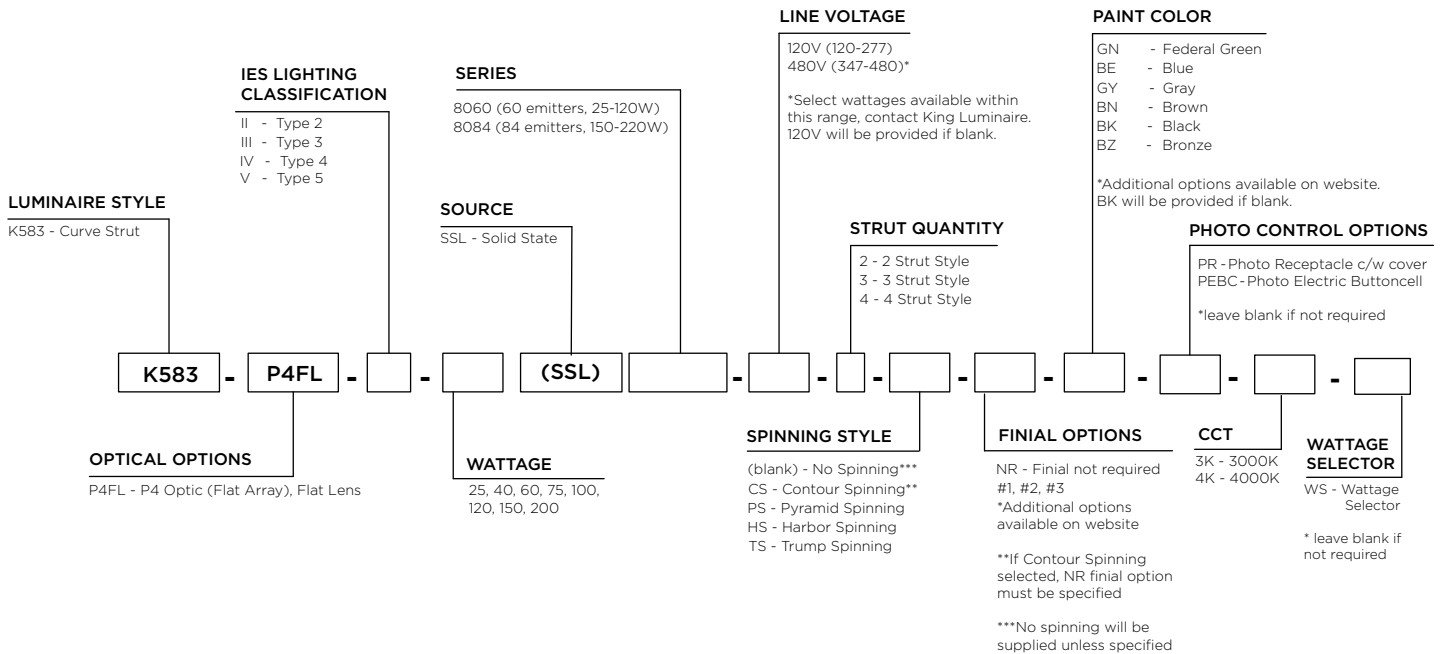 LINE VOLTAGE
120V (120-277)
480V (347-480)*
*Select wattages available within
this range, contact King Luminaire.
120V will be provided if blank.
PAINT COLOR
GN - Federal Green
BE - Blue
GY - Gray
BN - Brown
BK - Black
BZ - Bronze
*Additional options available on website.
BK will be provided if blank.
IES LIGHTING
CLASSIFICATION
II - Type 2
III - Type 3
IV - Type 4
V - Type 5
SERIES
8060 (60 emitters, 25-120W)
8084 (84 emitters, 150-220W)
LUMINAIRE STYLE
K583 - Curve Strut
SOURCE
SSL - Solid State
STRUT QUANTITY
2 - 2 Strut Style
3 - 3 Strut Style
4 - 4 Strut Style
PHOTO CONTROL OPTIONS
PR - Photo Receptacle c/w cover
PEBC - Photo Electric Buttoncell
*leave blank if not required
K583 - P4FL - - (SSL) - - - - - - - -
OPTICAL OPTIONS
P4FL - P4 Optic (Flat Array), Flat Lens
WATTAGE
25, 40, 60, 75, 100,
120, 150, 200
SPINNING STYLE
(blank) - No Spinning***
CS - Contour Spinning**
PS - Pyramid Spinning
HS - Harbor Spinning
TS - Trump Spinning
FINIAL OPTIONS
NR - Finial not required
#1, #2, #3
*Additional options
available on website
**If Contour Spinning
selected, NR finial option
must be specified
***No spinning will be
supplied unless specified
CCT
3K - 3000K
4K - 4000K
WATTAGE
SELECTOR
WS - Wattage
Selector
* leave blank if
not required